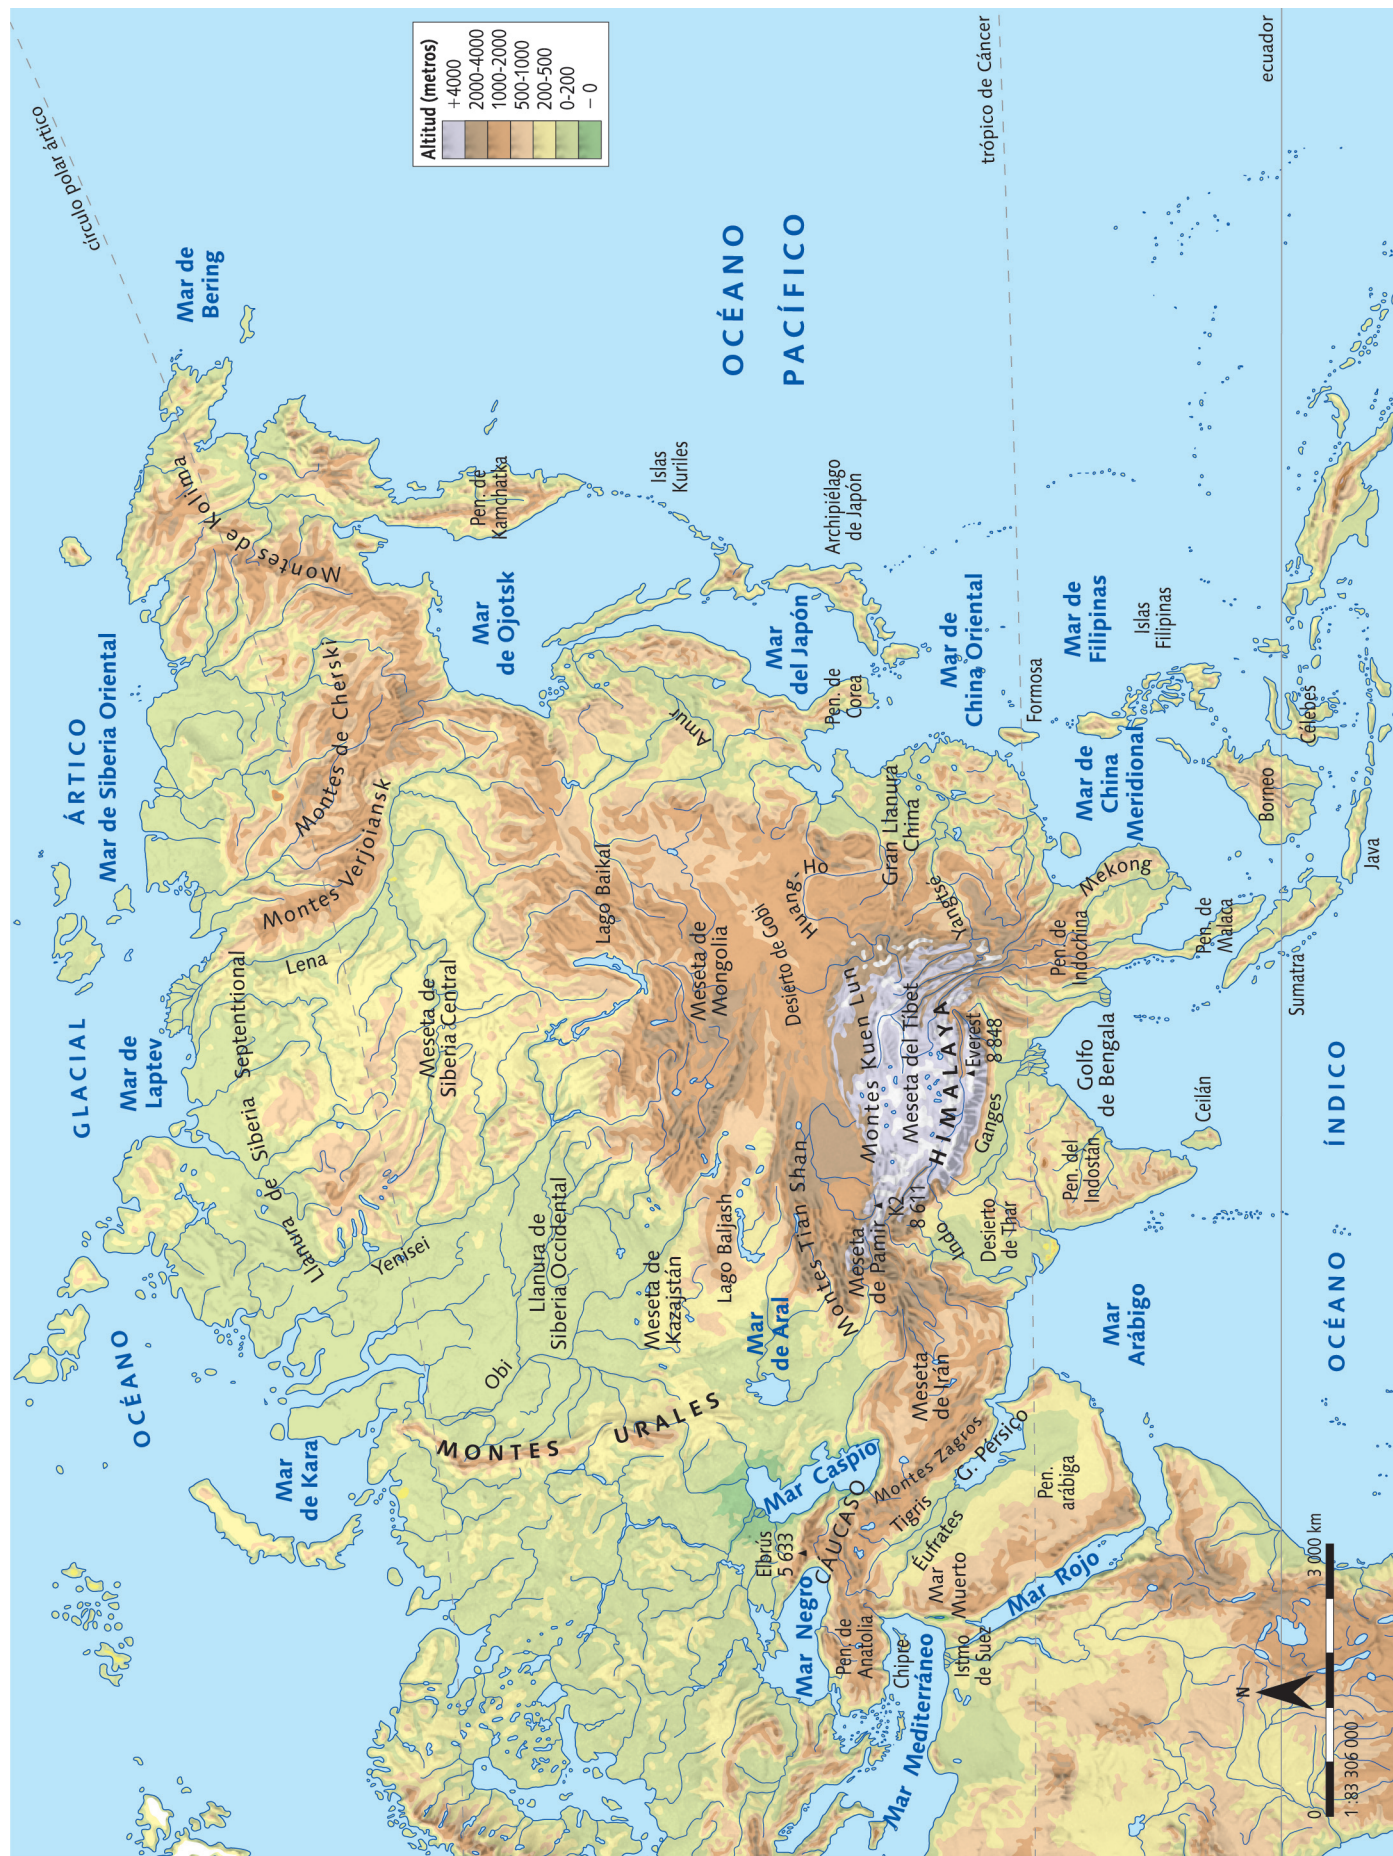 círculo polar ártico
Mar de
Bering
OCÉANO
GLACIAL
ÁRTICO
Mar de Siberia Oriental
Mar de
Laptev
Mar
de Kara
Altitud (metros)
+4000
2000-4000
1000-2000
500-1000
200-500
0-200
– 0
Montes de Kolima
Montes de Cherski
Montes Verjoiansk
Llanura de Siberia Septentrional
Lena
Yenisei
Obi
Meseta de
Siberia Central
Llanura de
Siberia Occidental
MONTES URALES
Pen. de
Kamchatka
Mar
de Ojotsk
Islas
Kuriles
OCÉANO
PACÍFICO
Amur
Lago Baikal
Meseta de
Kazajstán
Lago Baljash
Meseta de
Mongolia
Mar
de Aral
Mar
del Japón
Archipiélago
de Japón
Pen. de
Corea
Desierto de Gobi
Huang Ho
Gran Llanura
China
Montes Tian Shan
Meseta
de Pamir
K2
8 611
Montes Kuen Lun
Meseta del Tíbet
HIMALAYA
Everest
8 848
Yangtse
Mar de
China Oriental
trópico de Cáncer
Formosa
Mar de
Filipinas
Islas
Filipinas
Mar de
China
Meridional
Elbrús
5 633
CÁUCASO
Mar Caspio
Mar Negro
Pen. de
Anatolia
Chipre
Mar Mediterráneo
Istmo
de Suez
Mar
Muerto
Mar Rojo
Éufrates
Tigris
Montes Zagros
G. Pérsico
Meseta
de Irán
Pen.
arábiga
Indo
Desierto
de Thar
Ganges
Pen. del
Indostán
Golfo
de Bengala
Ceilán
Mar
Arábigo
Pen. de
Indochina
Mekong
Pen. de
Malaca
Sumatra
Borneo
Célebes
Java
ecuador
OCÉANO
ÍNDICO
N
0
3 000 km
1:83 306 000